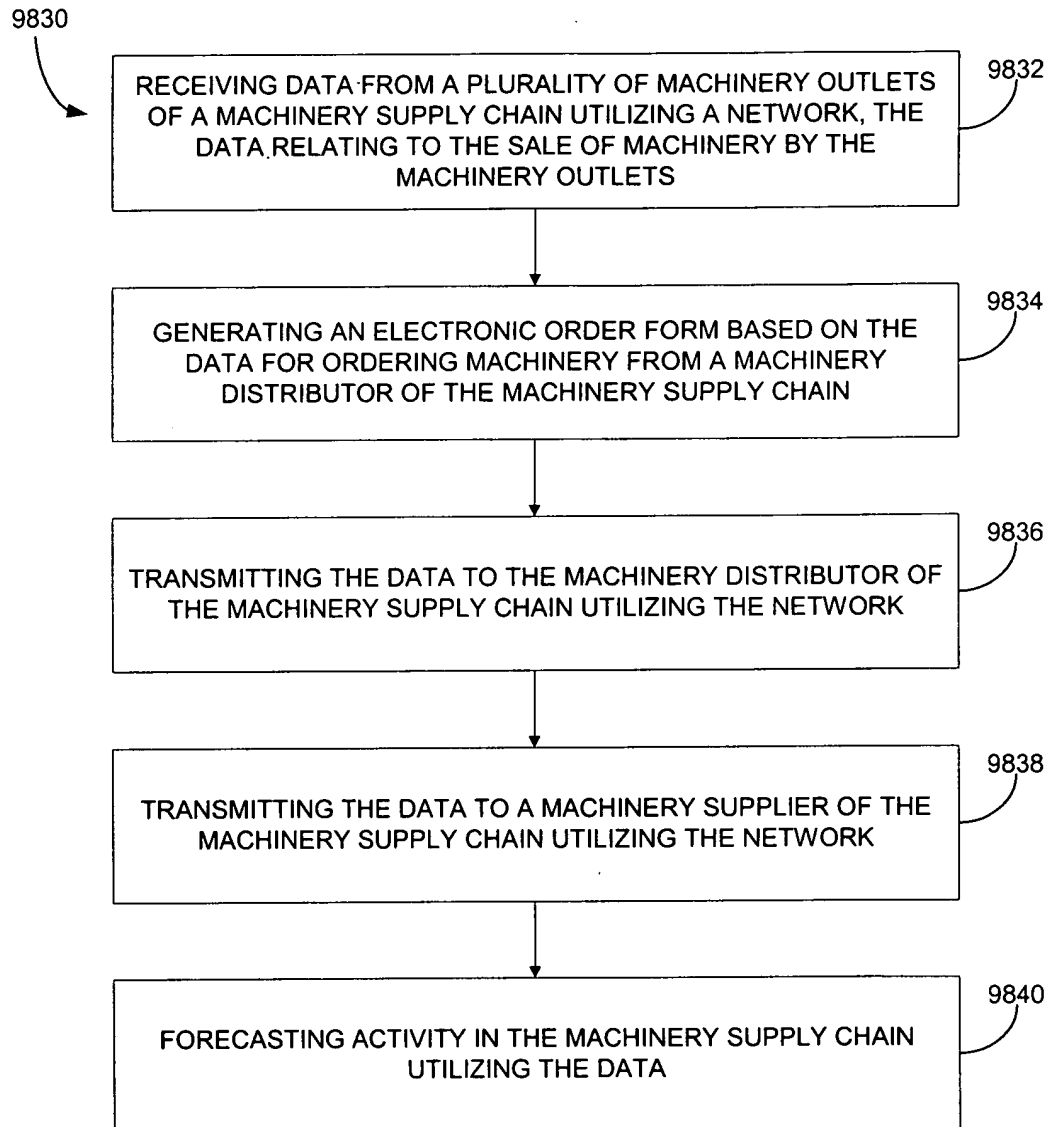 9830
9832
RECEIVING DATA FROM A PLURALITY OF MACHINERY OUTLETS
OF A MACHINERY SUPPLY CHAIN UTILIZING A NETWORK, THE
DATA RELATING TO THE SALE OF MACHINERY BY THE
MACHINERY OUTLETS
9834
GENERATING AN ELECTRONIC ORDER FORM BASED ON THE
DATA FOR ORDERING MACHINERY FROM A MACHINERY
DISTRIBUTOR OF THE MACHINERY SUPPLY CHAIN
9836
TRANSMITTING THE DATA TO THE MACHINERY DISTRIBUTOR OF
THE MACHINERY SUPPLY CHAIN UTILIZING THE NETWORK
9838
TRANSMITTING THE DATA TO A MACHINERY SUPPLIER OF THE
MACHINERY SUPPLY CHAIN UTILIZING THE NETWORK
9840
FORECASTING ACTIVITY IN THE MACHINERY SUPPLY CHAIN
UTILIZING THE DATA